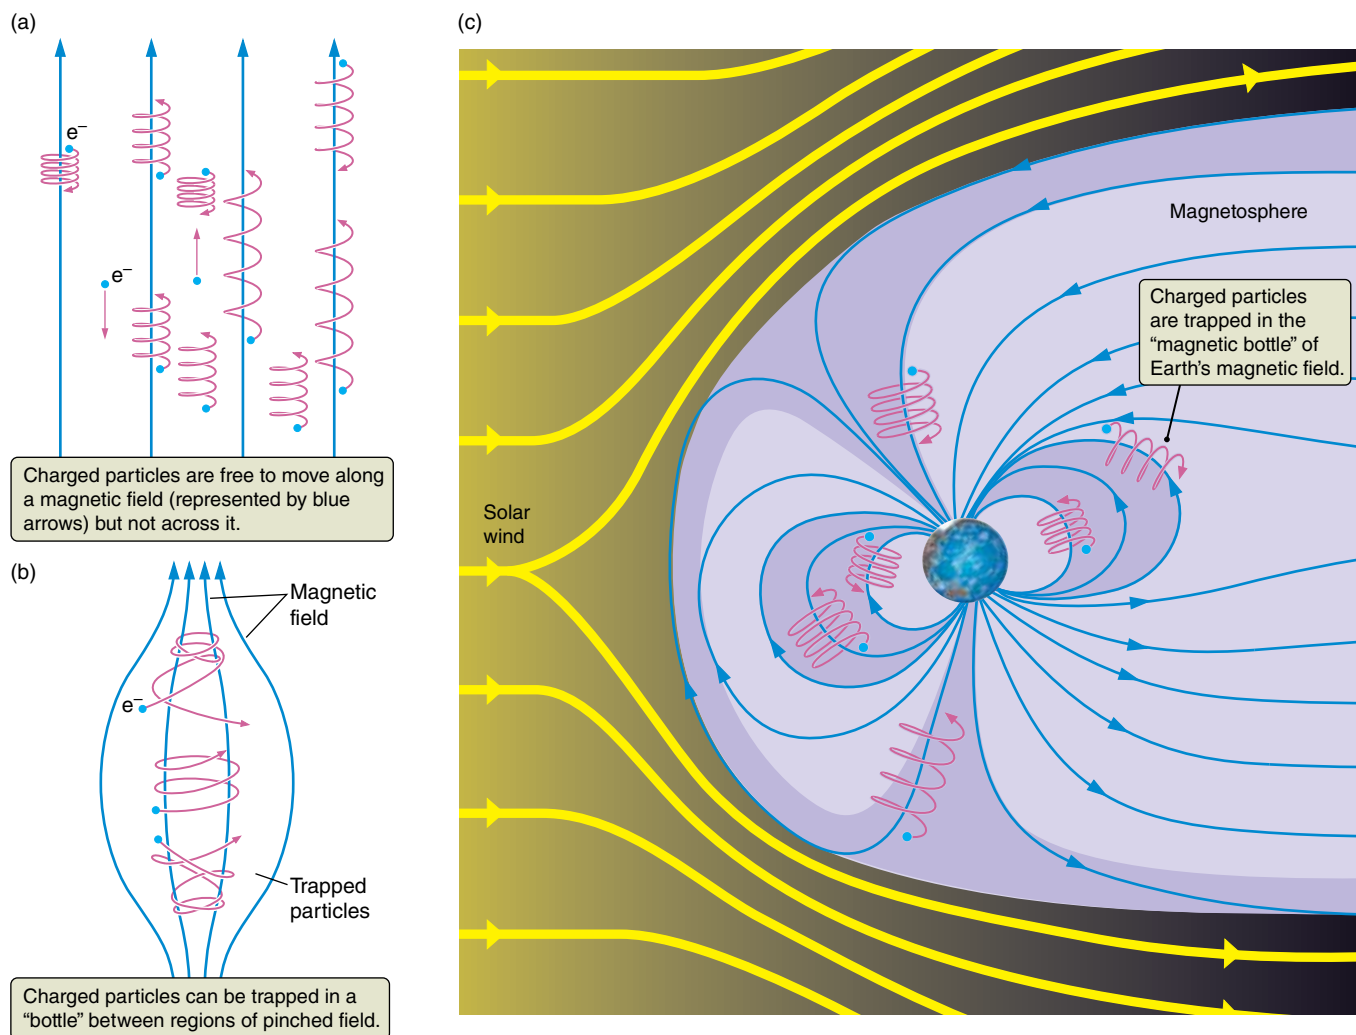 (a)
e⁻
e⁻
Charged particles are free to move along
a magnetic field (represented by blue
arrows) but not across it.
(b)
Magnetic
field
e⁻
Trapped
particles
Charged particles can be trapped in a
“bottle” between regions of pinched field.
(c)
Magnetosphere
Charged particles
are trapped in the
“magnetic bottle” of
Earth’s magnetic field.
Solar
wind